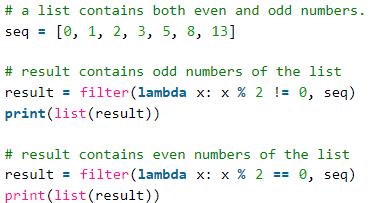 # a list contains both even and odd numbers.
seq = [0, 1, 2, 3, 5, 8, 13]
# result contains odd numbers of the list
result = filter(lambda x: x % 2 != 0, seq)
print(list(result))
# result contains even numbers of the list
result = filter(lambda x: x % 2 == 0, seq)
print(list(result))